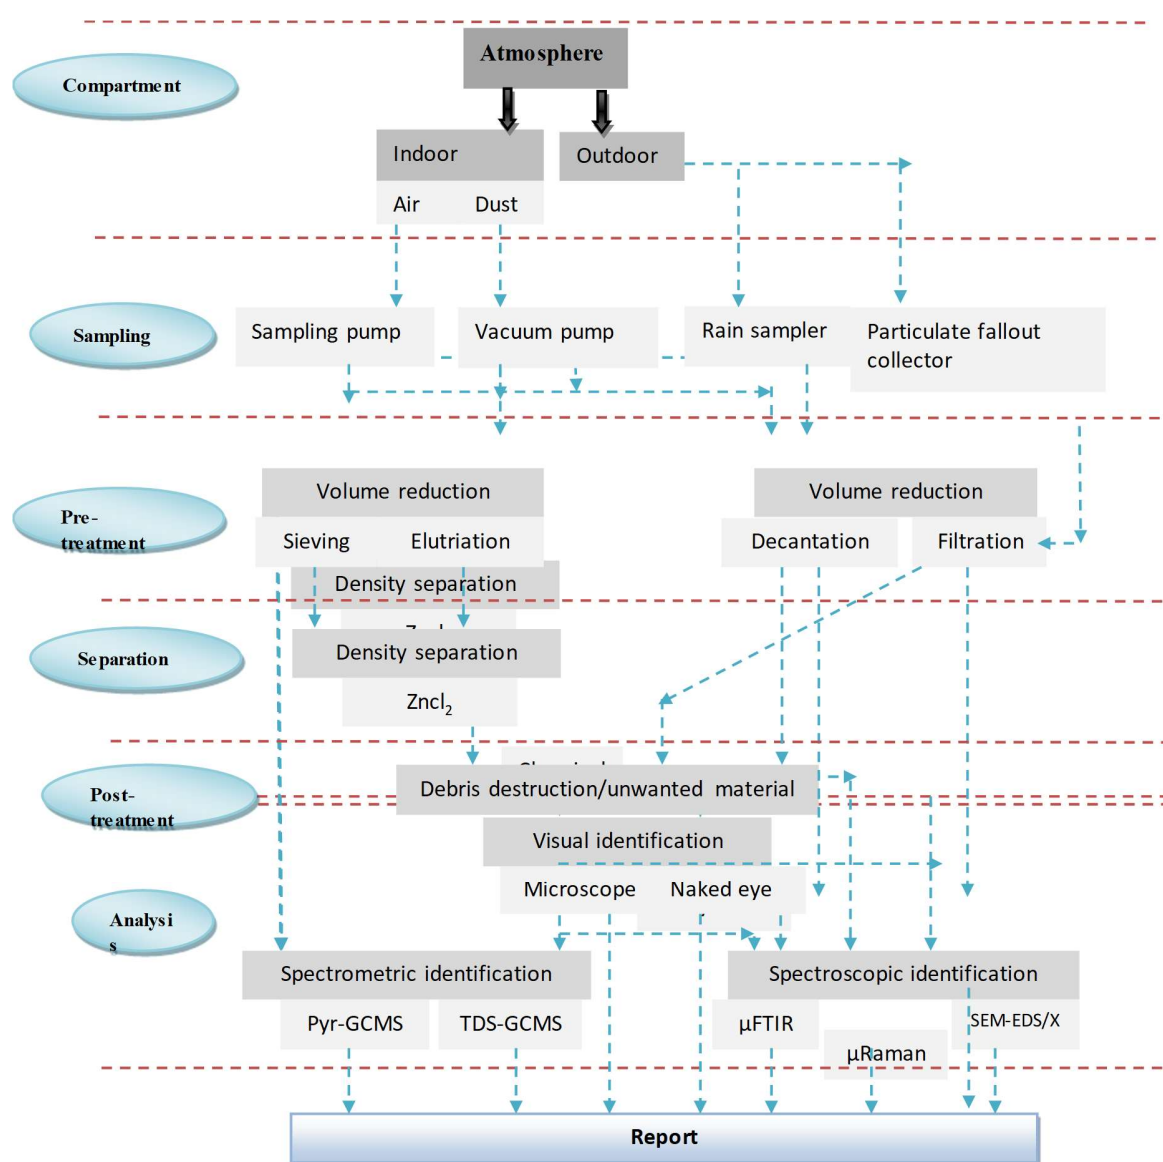 Atmosphere
Compartment
Indoor
Outdoor
Air
Dust
Sampling
Sampling pump
Vacuum pump
Rain sampler
Particulate fallout
collector
Pre-
treatment
Volume reduction
Volume reduction
Sieving
Elutriation
Decantation
Filtration
Density separation
Separation
Density separation
Zncl₂
Post-
treatment
Debris destruction/unwanted material
Visual identification
Microscope
Naked eye
Analysi
s
Spectrometric identification
Spectroscopic identification
Pyr-GCMS
TDS-GCMS
µFTIR
SEM-EDS/X
µRaman
Report